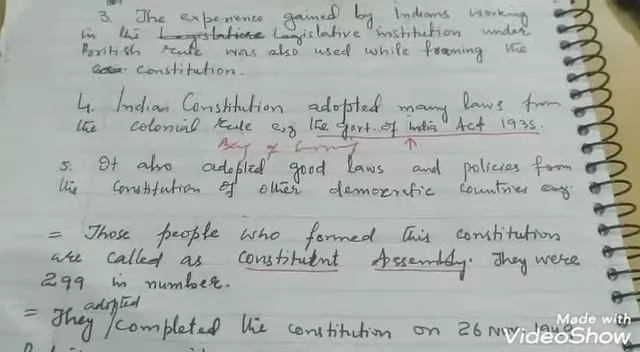 3. The experience gained by Indians working
in the Legislative Legislative institution under
British rule was also used while framing the
constitution.
4. Indian Constitution adopted many laws from
the colonial rule e.g the Govt. of India Act 1935.
5. It also adopted good laws and policies from
the constitution of other democratic countries
= Those people who formed this constitution
are called as constituent Assembly. They were
299 in number.
= They adopted/completed the constitution on 26 Nov 1949
Made with
VideoShow